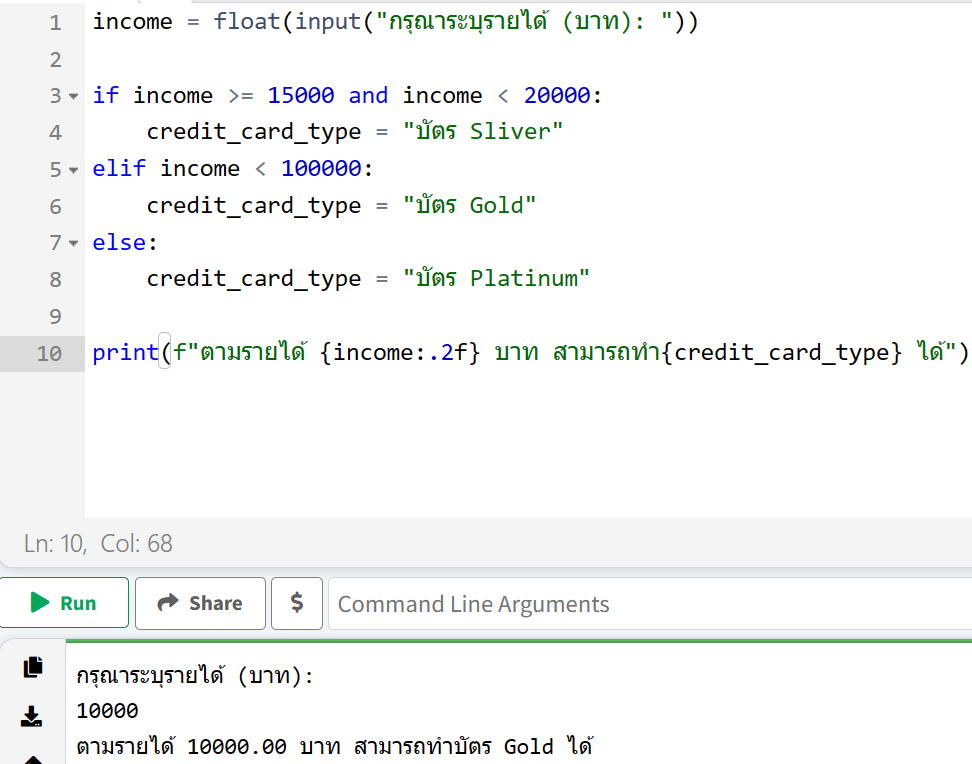 1 income = float(input("กรุณาระบุรายได้ (บาท): "))
2
3 if income >= 15000 and income < 20000:
4 credit_card_type = "บัตร Sliver"
5 elif income < 100000:
6 credit_card_type = "บัตร Gold"
7 else:
8 credit_card_type = "บัตร Platinum"
9
10 print(f"ตามรายได้ {income:.2f} บาท สามารถทำ{credit_card_type} ได้")
Ln: 10, Col: 68
Run Share $ Command Line Arguments
กรุณาระบุรายได้ (บาท):
10000
ตามรายได้ 10000.00 บาท สามารถทำบัตร Gold ได้